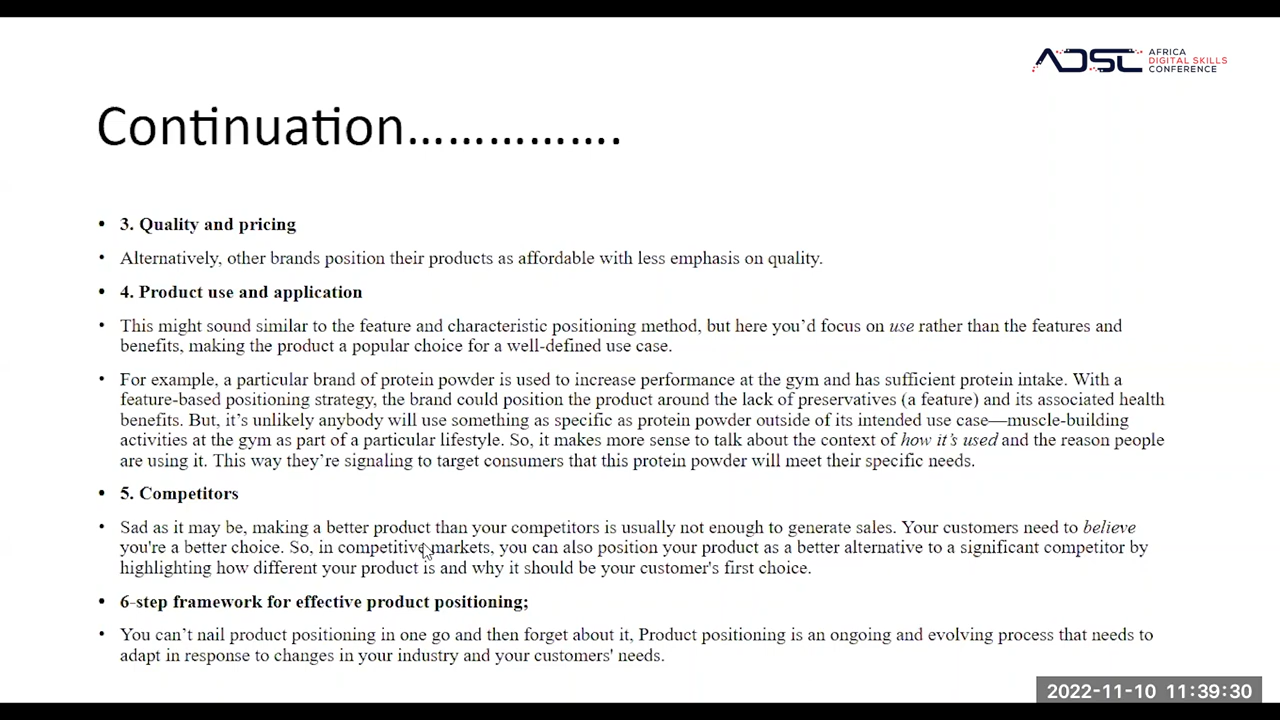 ADSC AFRICA
DIGITAL SKILLS
CONFERENCE
Continuation…………….
• 3. Quality and pricing
• Alternatively, other brands position their products as affordable with less emphasis on quality.
• 4. Product use and application
• This might sound similar to the feature and characteristic positioning method, but here you’d focus on use rather than the features and
benefits, making the product a popular choice for a well-defined use case.
• For example, a particular brand of protein powder is used to increase performance at the gym and has sufficient protein intake. With a
feature-based positioning strategy, the brand could position the product around the lack of preservatives (a feature) and its associated health
benefits. But, it’s unlikely anybody will use something as specific as protein powder outside of its intended use case—muscle-building
activities at the gym as part of a particular lifestyle. So, it makes more sense to talk about the context of how it’s used and the reason people
are using it. This way they’re signaling to target consumers that this protein powder will meet their specific needs.
• 5. Competitors
• Sad as it may be, making a better product than your competitors is usually not enough to generate sales. Your customers need to believe
you're a better choice. So, in competitive markets, you can also position your product as a better alternative to a significant competitor by
highlighting how different your product is and why it should be your customer's first choice.
• 6-step framework for effective product positioning;
• You can’t nail product positioning in one go and then forget about it, Product positioning is an ongoing and evolving process that needs to
adapt in response to changes in your industry and your customers' needs.
2022-11-10 11:39:30